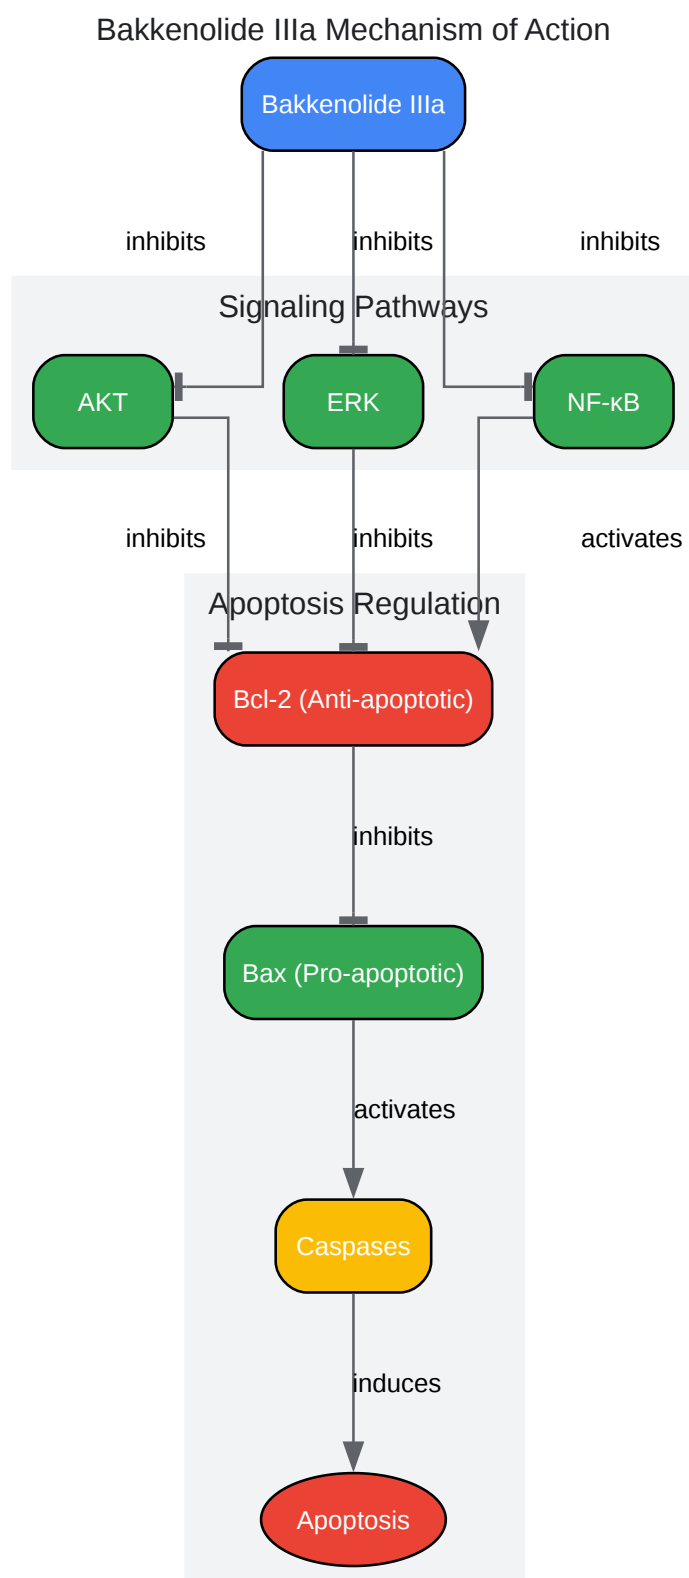 Bakkenolide IIIa Mechanism of Action
Bakkenolide IIIa
inhibits
inhibits
inhibits
Signaling Pathways
AKT
ERK
NF-κB
inhibits
inhibits
activates
Apoptosis Regulation
Bcl-2 (Anti-apoptotic)
inhibits
Bax (Pro-apoptotic)
activates
Caspases
induces
Apoptosis